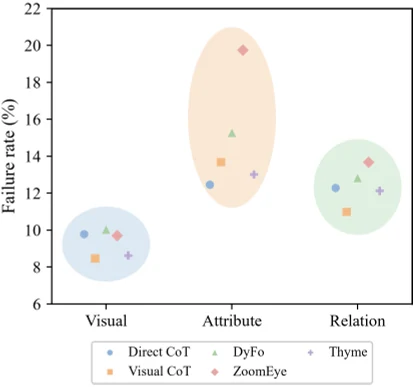 22
20
18
16
14
12
10
8
6
Failure rate (%)
Visual Attribute Relation
Direct CoT DyFo Thyme
Visual CoT ZoomEye